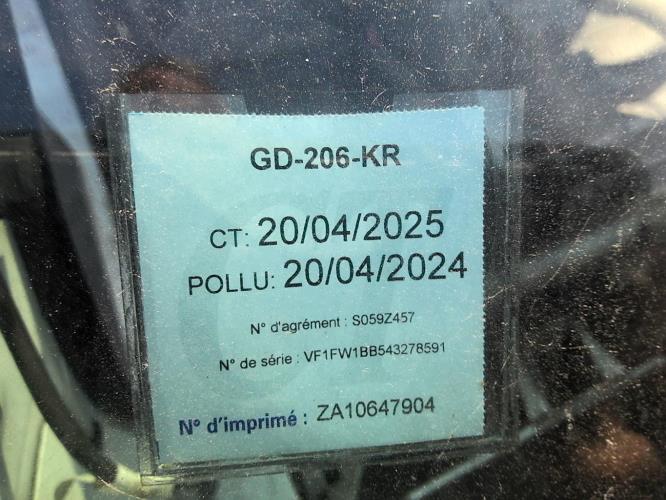 GD-206-KR
CT: 20/04/2025
POLLU: 20/04/2024
N° d'agrément : S059Z457
N° de série : VF1FW1BB543278591
N° d'imprimé : ZA10647904